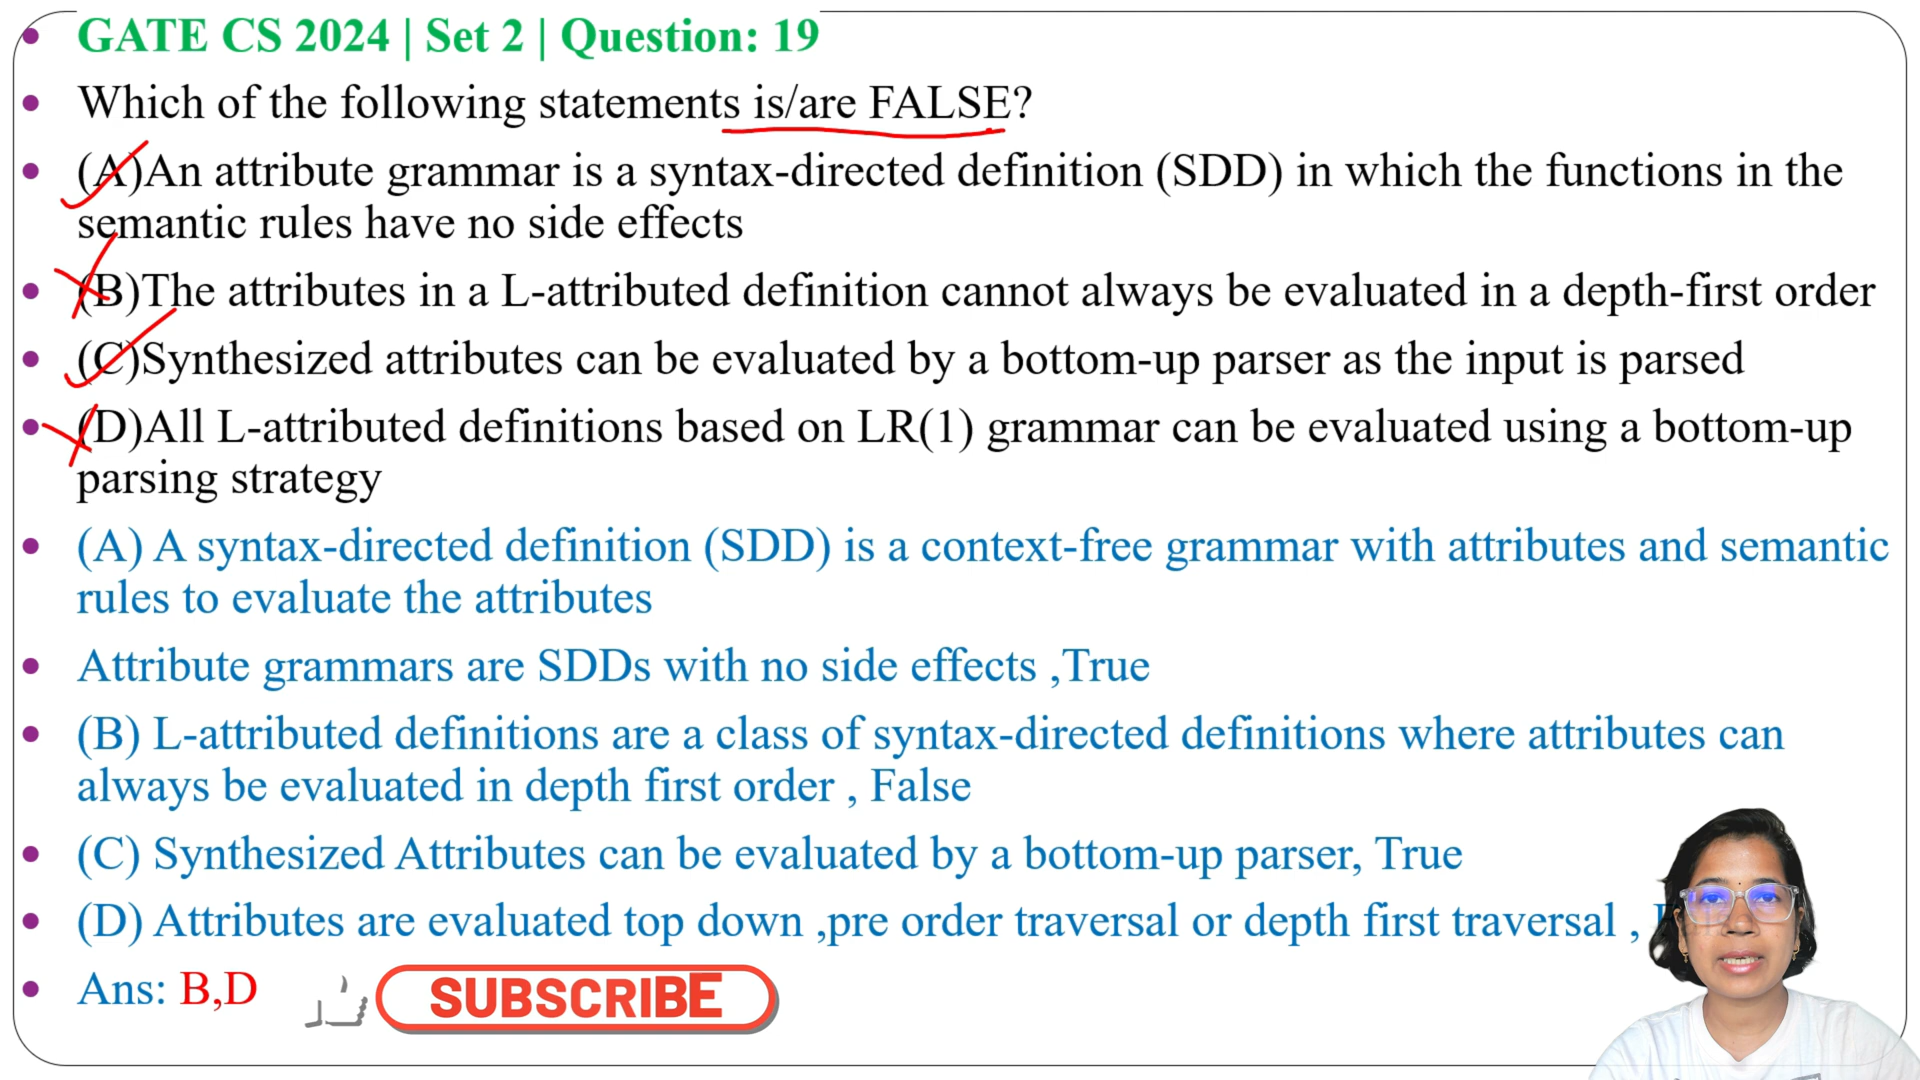 GATE CS 2024 | Set 2 | Question: 19
Which of the following statements is/are FALSE?
(A)An attribute grammar is a syntax-directed definition (SDD) in which the functions in the
semantic rules have no side effects
(B)The attributes in a L-attributed definition cannot always be evaluated in a depth-first order
(C)Synthesized attributes can be evaluated by a bottom-up parser as the input is parsed
(D)All L-attributed definitions based on LR(1) grammar can be evaluated using a bottom-up
parsing strategy
(A) A syntax-directed definition (SDD) is a context-free grammar with attributes and semantic
rules to evaluate the attributes
Attribute grammars are SDDs with no side effects ,True
(B) L-attributed definitions are a class of syntax-directed definitions where attributes can
always be evaluated in depth first order , False
(C) Synthesized Attributes can be evaluated by a bottom-up parser, True
(D) Attributes are evaluated top down ,pre order traversal or depth first traversal ,
Ans: B,D
SUBSCRIBE